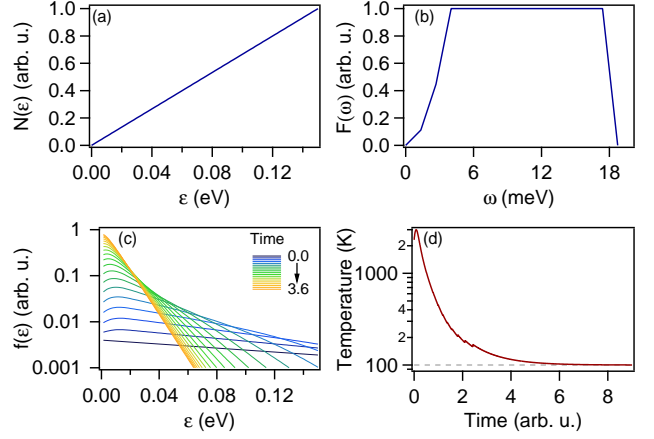 (a)
N(ε) (arb. u.)
1.0
0.8
0.6
0.4
0.2
0.0
0.00 0.04 0.08 0.12
ε (eV)
(b)
F(ω) (arb. u.)
1.0
0.8
0.6
0.4
0.2
0.0
0 6 12 18
ω (meV)
(c)
f(ε) (arb. u.)
1
0.1
0.01
0.001
Time
0.0
3.6
0.00 0.04 0.08 0.12
ε (eV)
(d)
Temperature (K)
2
1000
2
100
0 2 4 6 8
Time (arb. u.)